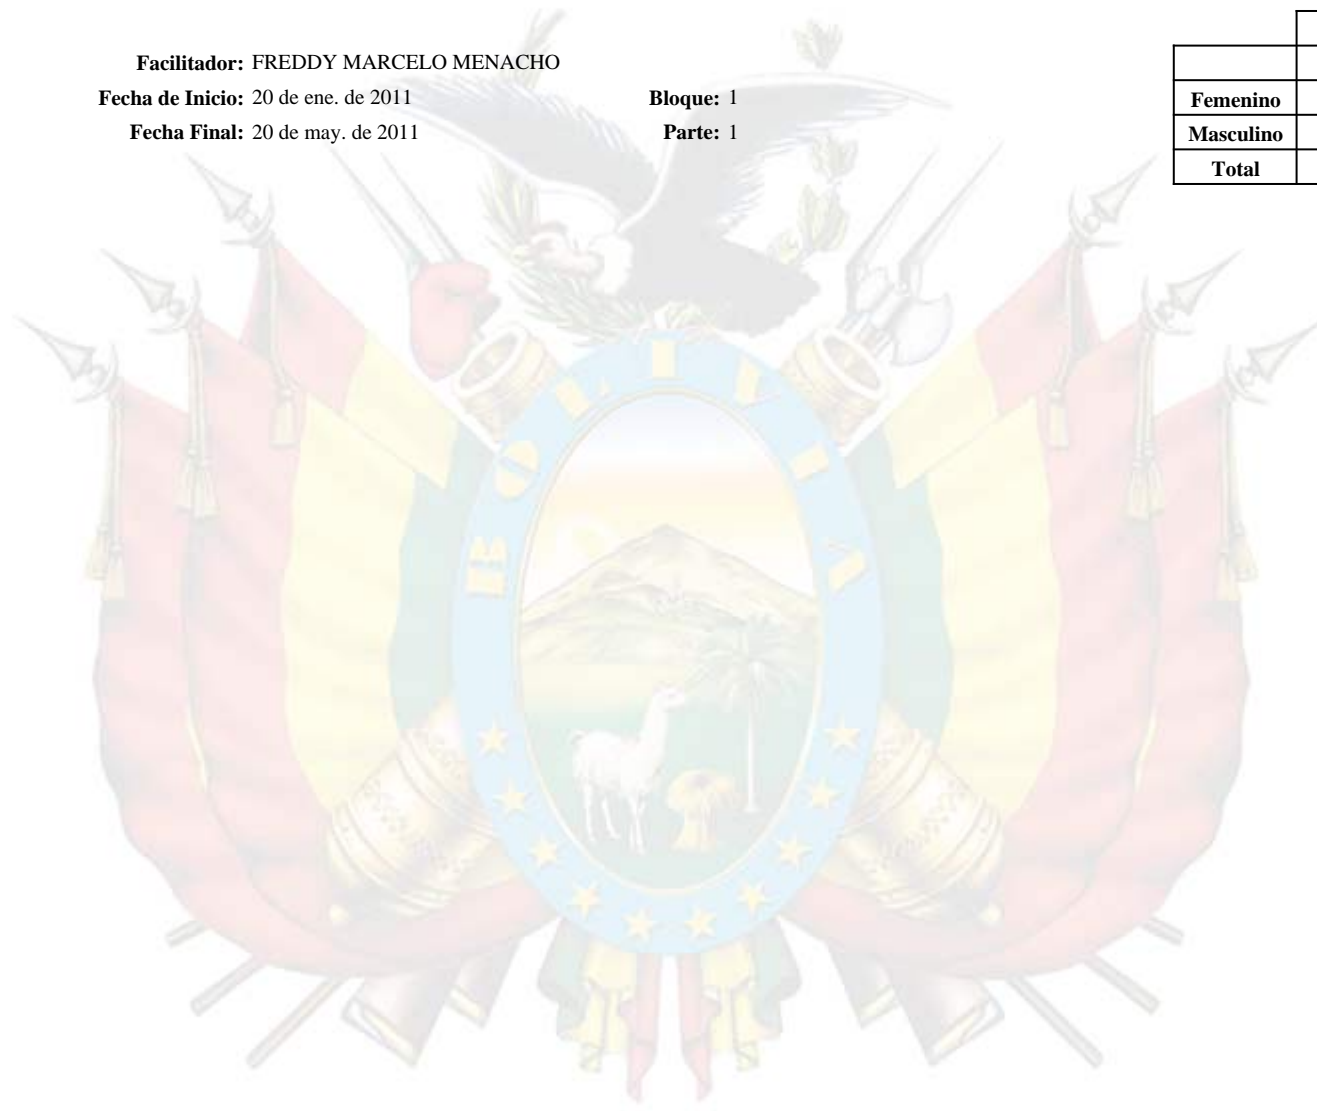 Facilitador: FREDDY MARCELO MENACHO
Fecha de Inicio: 20 de ene. de 2011 Bloque: 1
Fecha Final: 20 de may. de 2011 Parte: 1
Femenino
Masculino
Total
BOLIVIA